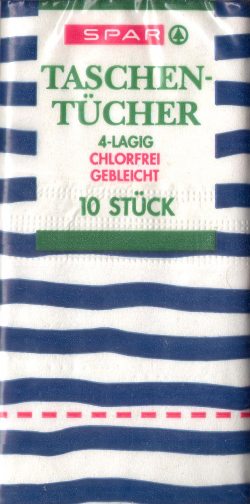 SPAR
TASCHEN-
TÜCHER
4-LAGIG
CHLORFREI
GEBLEICHT
10 STÜCK